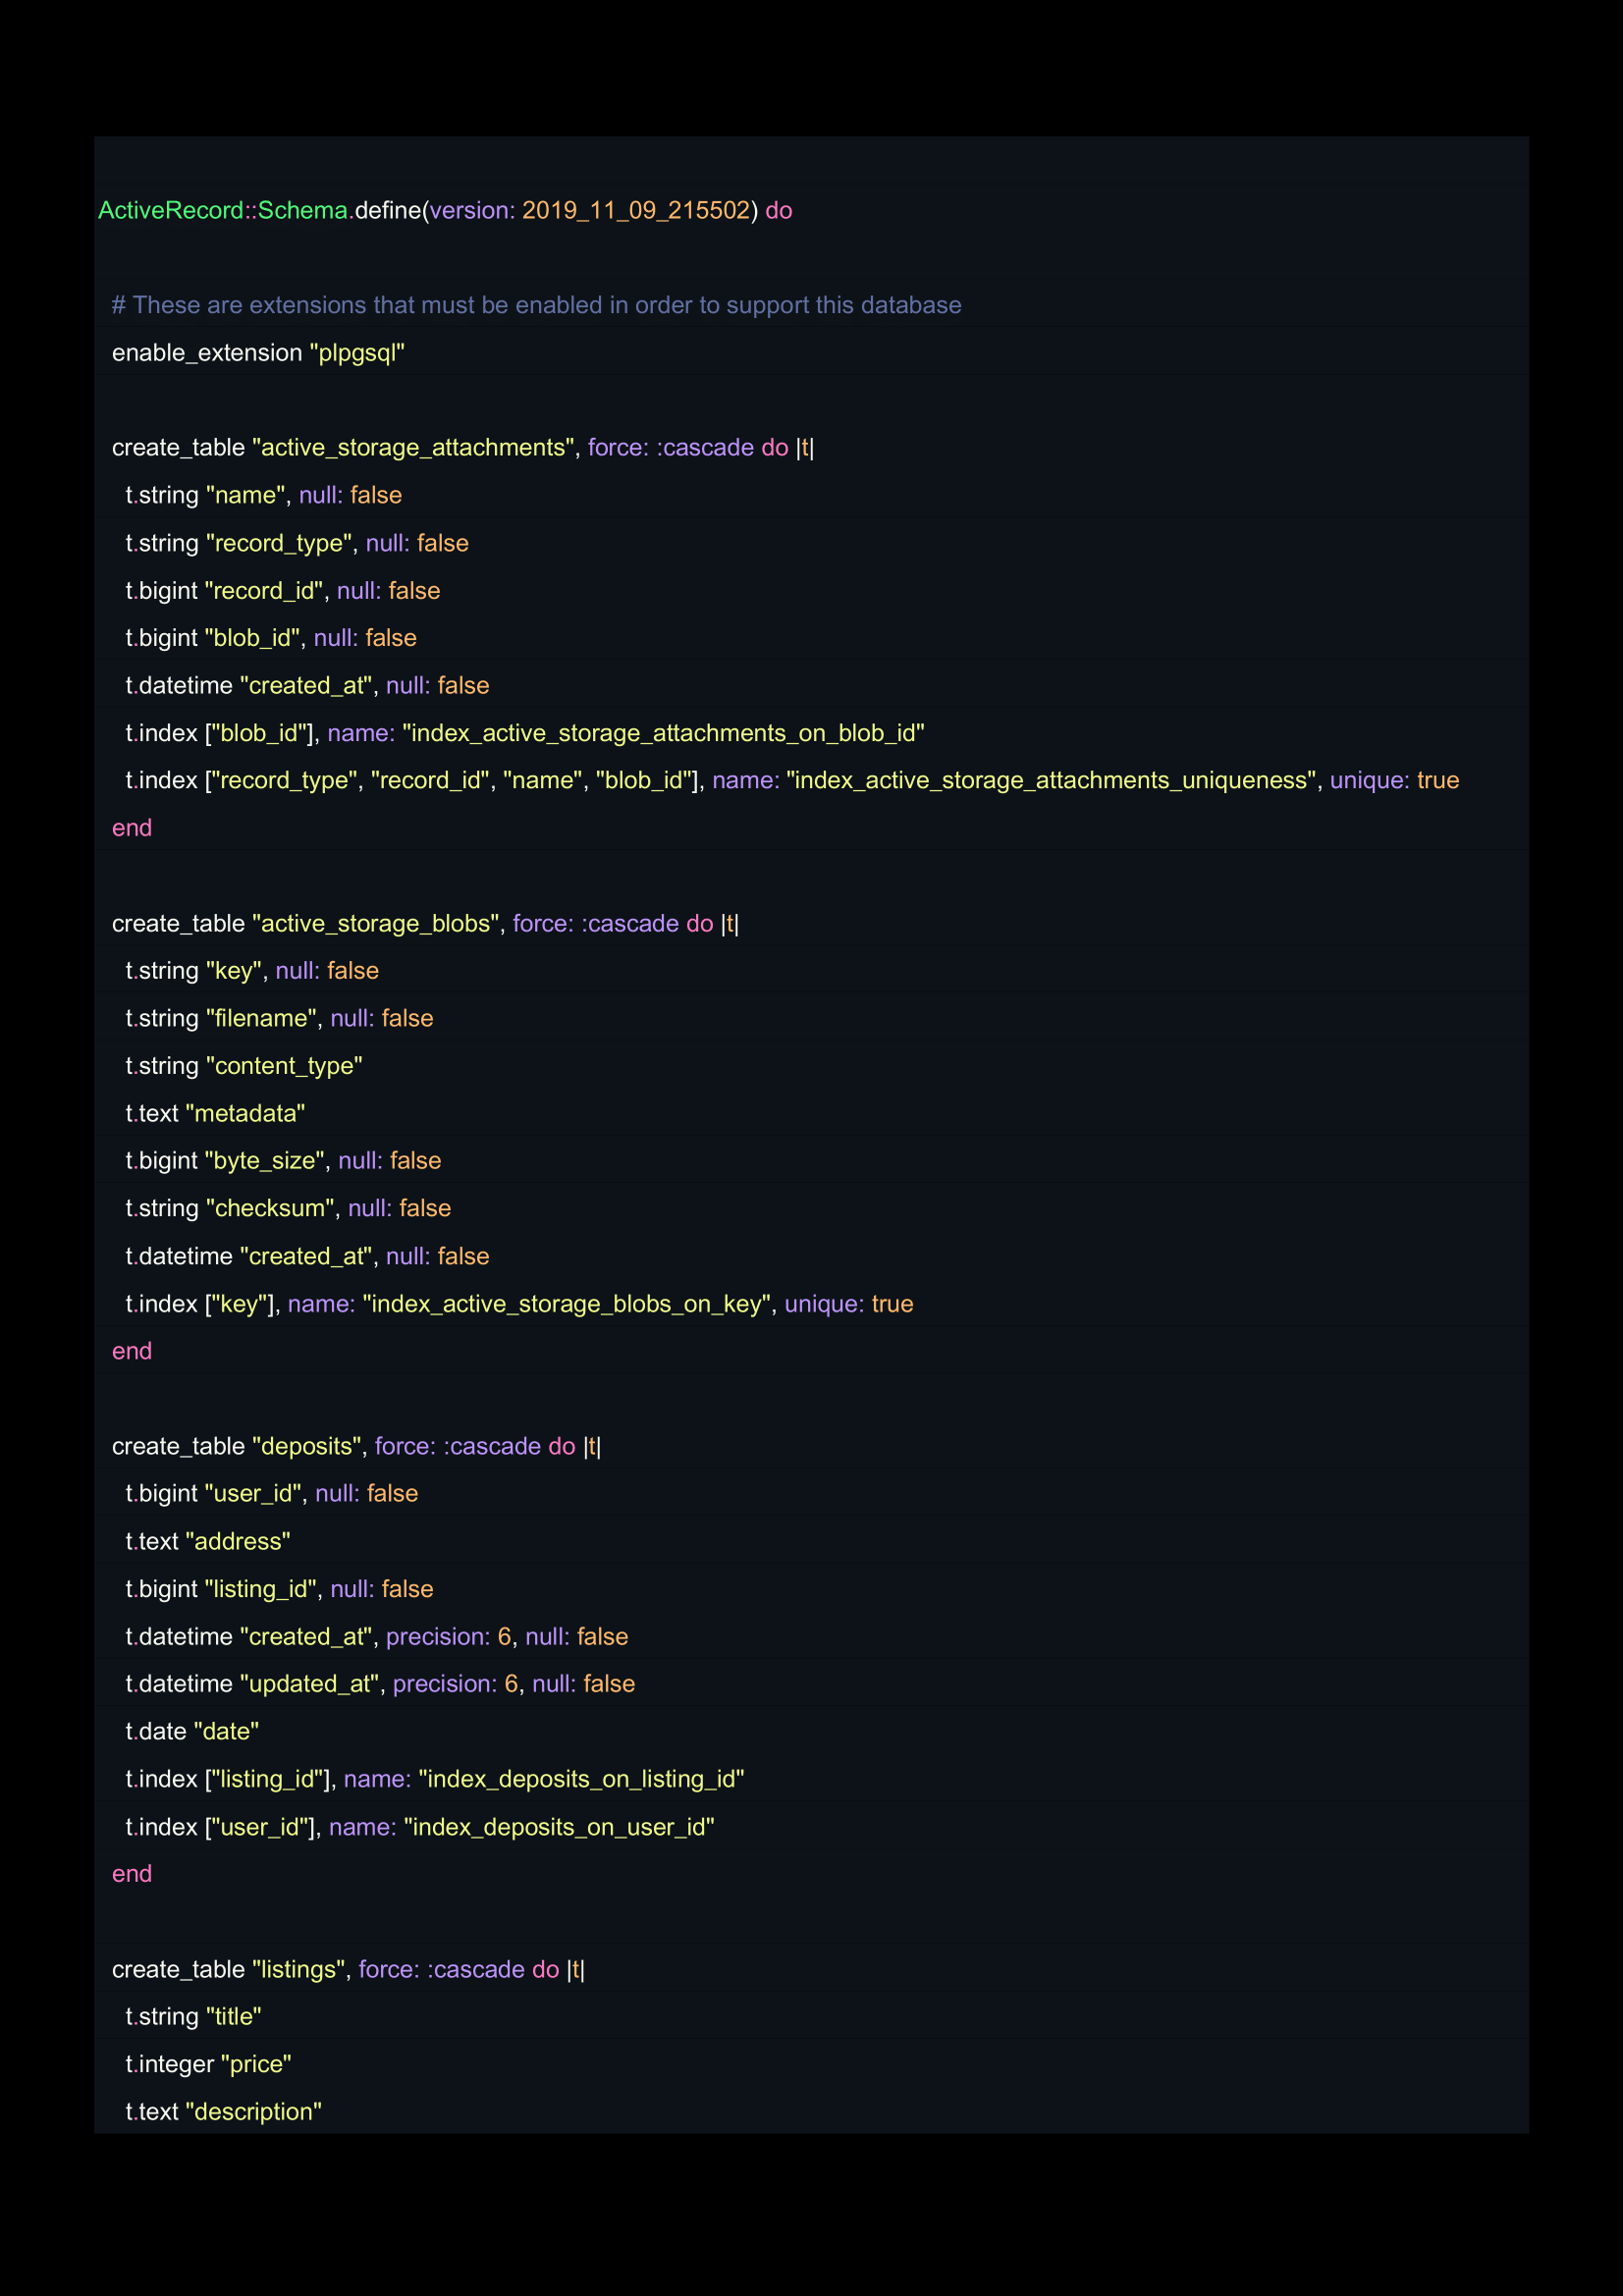 ActiveRecord::Schema.define(version: 2019_11_09_215502) do
# These are extensions that must be enabled in order to support this database
enable_extension "plpgsql"
create_table "active_storage_attachments", force: :cascade do |t|
t.string "name", null: false
t.string "record_type", null: false
t.bigint "record_id", null: false
t.bigint "blob_id", null: false
t.datetime "created_at", null: false
t.index ["blob_id"], name: "index_active_storage_attachments_on_blob_id"
t.index ["record_type", "record_id", "name", "blob_id"], name: "index_active_storage_attachments_uniqueness", unique: true
end
create_table "active_storage_blobs", force: :cascade do |t|
t.string "key", null: false
t.string "filename", null: false
t.string "content_type"
t.text "metadata"
t.bigint "byte_size", null: false
t.string "checksum", null: false
t.datetime "created_at", null: false
t.index ["key"], name: "index_active_storage_blobs_on_key", unique: true
end
create_table "deposits", force: :cascade do |t|
t.bigint "user_id", null: false
t.text "address"
t.bigint "listing_id", null: false
t.datetime "created_at", precision: 6, null: false
t.datetime "updated_at", precision: 6, null: false
t.date "date"
t.index ["listing_id"], name: "index_deposits_on_listing_id"
t.index ["user_id"], name: "index_deposits_on_user_id"
end
create_table "listings", force: :cascade do |t|
t.string "title"
t.integer "price"
t.text "description"